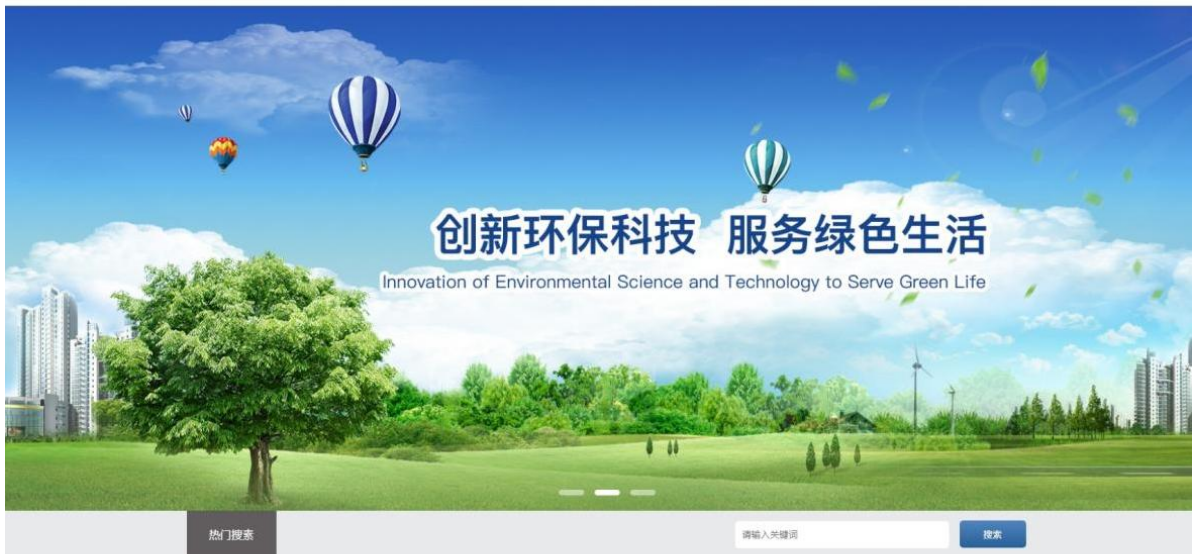 创新环保科技 服务绿色生活
Innovation of Environmental Science and Technology to Serve Green Life
热门搜素
请输入关键词
搜索